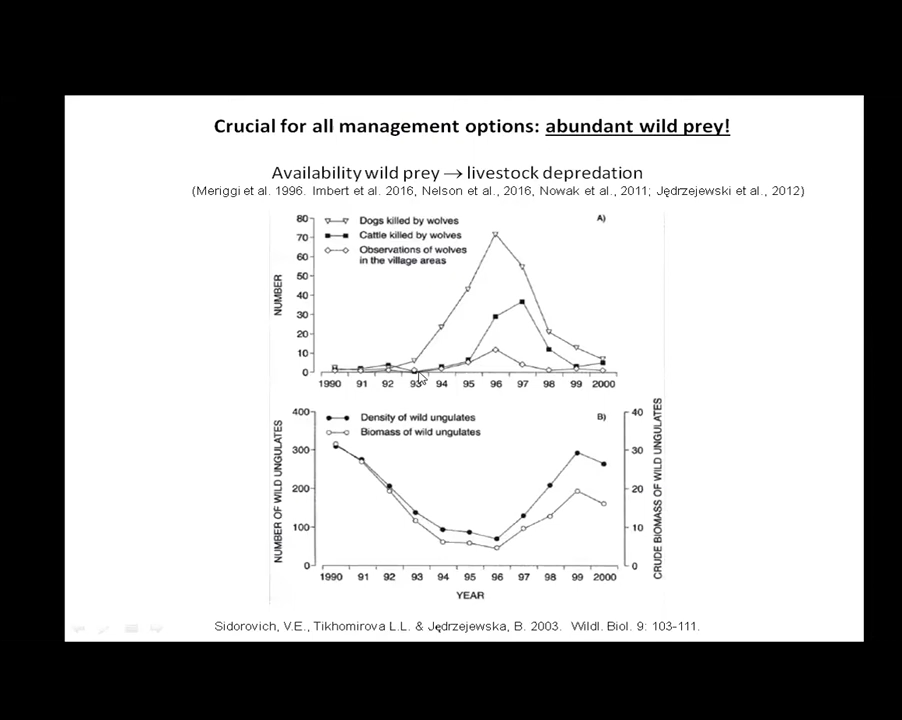 Crucial for all management options: abundant wild prey!
Availability wild prey → livestock depredation
(Meriggi et al. 1996. Imbert et al. 2016, Nelson et al., 2016, Nowak et al., 2011; Jędrzejewski et al., 2012)
A)
Dogs killed by wolves
Cattle killed by wolves
Observations of wolves
in the village areas
NUMBER
80
70
60
50
40
30
20
10
0
1990 91 92 93 94 95 96 97 98 99 2000
B)
Density of wild ungulates
Biomass of wild ungulates
NUMBER OF WILD UNGULATES
400
300
200
100
0
CRUDE BIOMASS OF WILD UNGULATES
40
30
20
10
0
1990 91 92 93 94 95 96 97 98 99 2000
YEAR
Sidorovich, V.E., Tikhomirova L.L. & Jędrzejewska, B. 2003. Wildl. Biol. 9: 103-111.